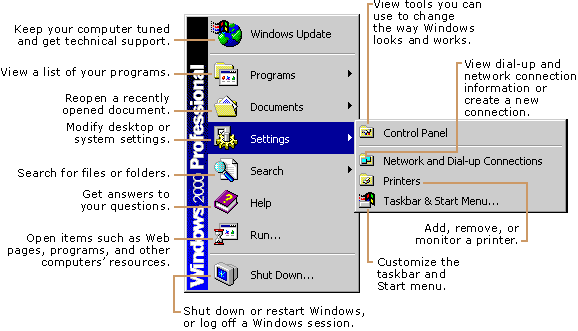 View tools you can
use to change
the way Windows
looks and works.
Keep your computer tuned
and get technical support.
Windows Update
View a list of your programs.
Programs
View dial-up and
network connection
information or
create a new
connection.
Reopen a recently
opened document.
Documents
Modify desktop or
system settings.
Settings
Control Panel
Network and Dial-up Connections
Printers
Taskbar & Start Menu...
Search for files or folders.
Search
Get answers to
your questions.
Help
Add, remove, or
monitor a printer.
Open items such as Web
pages, programs, and other
computers' resources.
Run...
Customize the
taskbar and
Start menu.
Shut Down...
Windows 2000 Professional
Shut down or restart Windows,
or log off a Windows session.